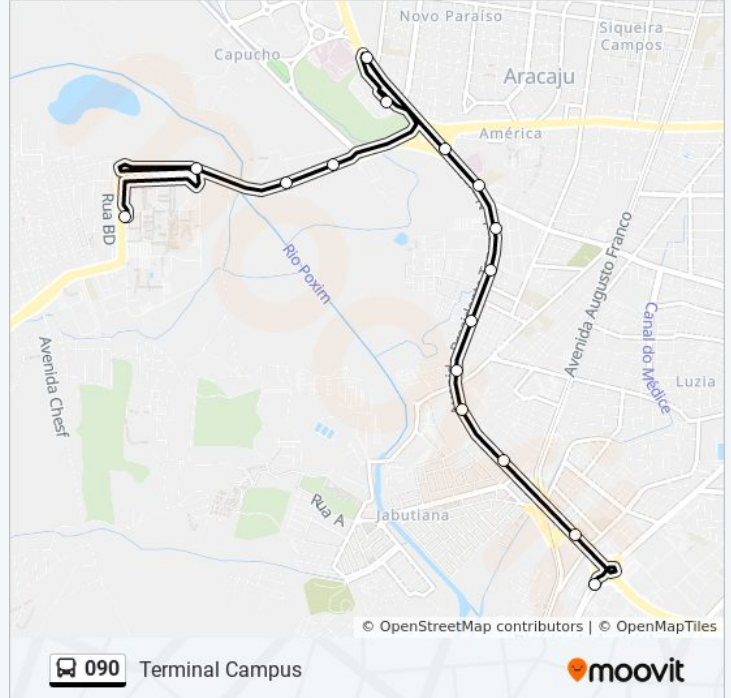 Novo Paraíso
Siqueira
Campos
Capucho
Aracaju
América
Rua BD
Rio Poxim
Avenida Augusto Franco
Canal do Médice
Avenida Chesf
Luzia
Rua A
Jabutiana
© OpenStreetMap contributors | © OpenMapTiles
090 Terminal Campus
moovit